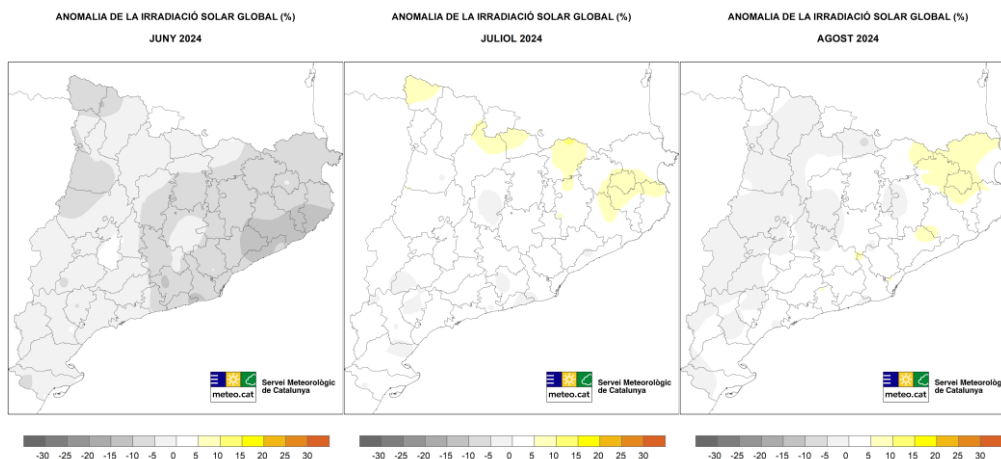 ANOMALIA DE LA IRRADIACIÓ SOLAR GLOBAL (%)
JUNY 2024
Servei Meteorològic
de Catalunya
meteo.cat
-30 -25 -20 -15 -10 -5 0 5 10 15 20 25 30
ANOMALIA DE LA IRRADIACIÓ SOLAR GLOBAL (%)
JULIOL 2024
Servei Meteorològic
de Catalunya
meteo.cat
-30 -25 -20 -15 -10 -5 0 5 10 15 20 25 30
ANOMALIA DE LA IRRADIACIÓ SOLAR GLOBAL (%)
AGOST 2024
Servei Meteorològic
de Catalunya
meteo.cat
-30 -25 -20 -15 -10 -5 0 5 10 15 20 25 30